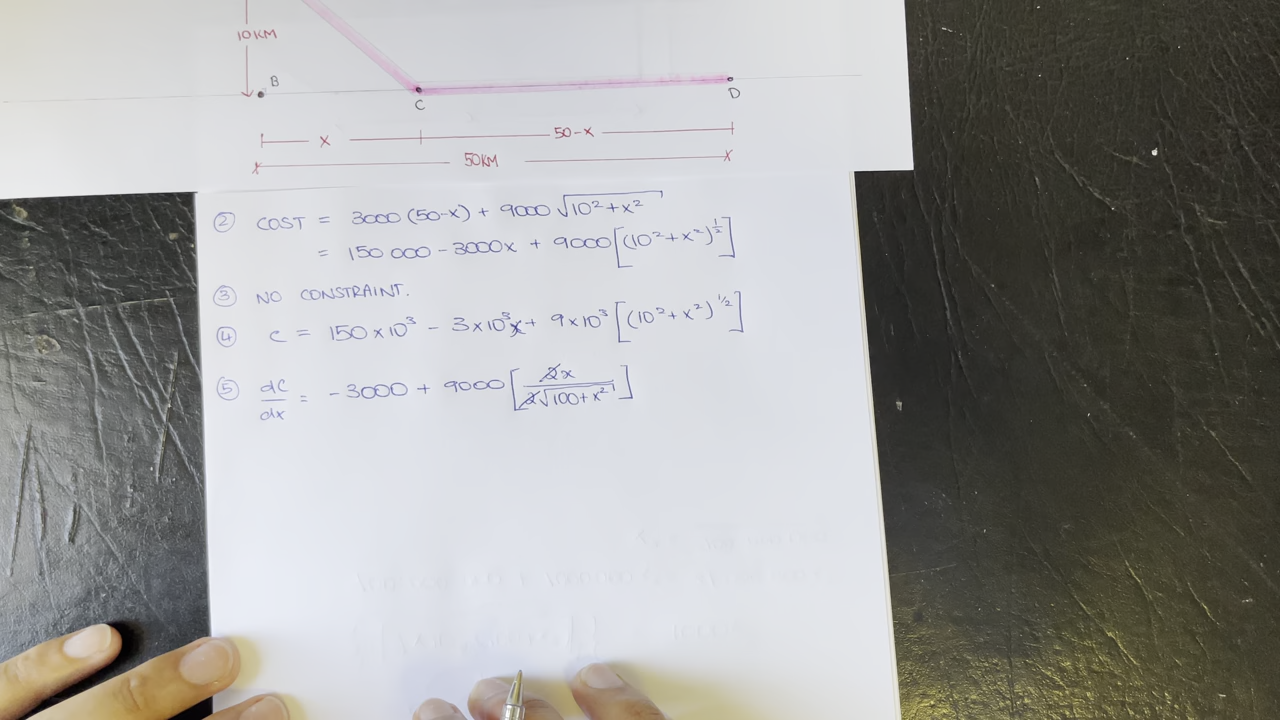 10KM
B
C
D
x
50-x
50KM
② COST = 3000(50-x) + 9000√10²+x²
= 150 000 - 3000x + 9000[(10²+x²)^½]
③ NO CONSTRAINT.
④ C = 150×10³ - 3×10³x + 9×10³[(10²+x²)^1/2]
⑤ dC/dx = -3000 + 9000[2x/2√100+x²]